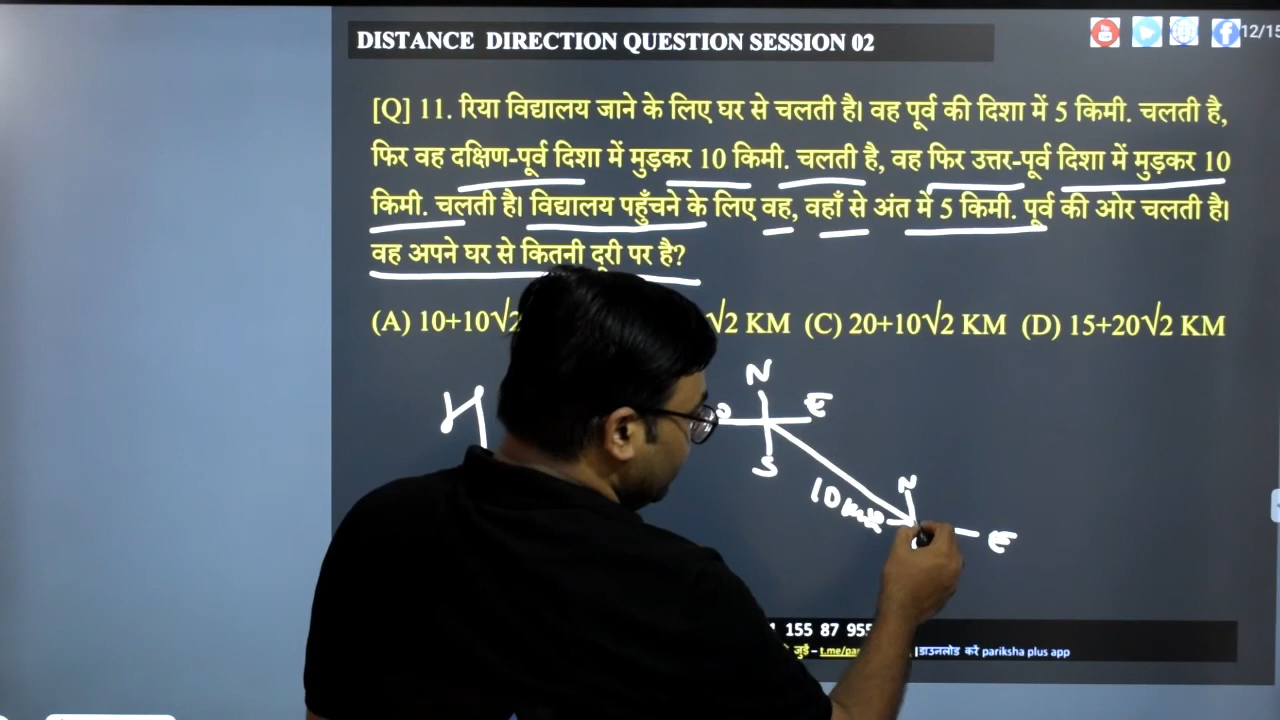 DISTANCE DIRECTION QUESTION SESSION 02
12/15
[Q] 11. रिया विद्यालय जाने के लिए घर से चलती है। वह पूर्व की दिशा में 5 किमी. चलती है,
फिर वह दक्षिण-पूर्व दिशा में मुड़कर 10 किमी. चलती है, वह फिर उत्तर-पूर्व दिशा में मुड़कर 10
किमी. चलती है। विद्यालय पहुँचने के लिए वह, वहाँ से अंत में 5 किमी. पूर्व की ओर चलती है।
वह अपने घर से कितनी दूरी पर है?
(A) 10+10√2 √2 KM (C) 20+10√2 KM (D) 15+20√2 KM
N
H E
S
10 N
E
155 87 955
जुड़ें – t.me/par |डाउनलोड करें pariksha plus app